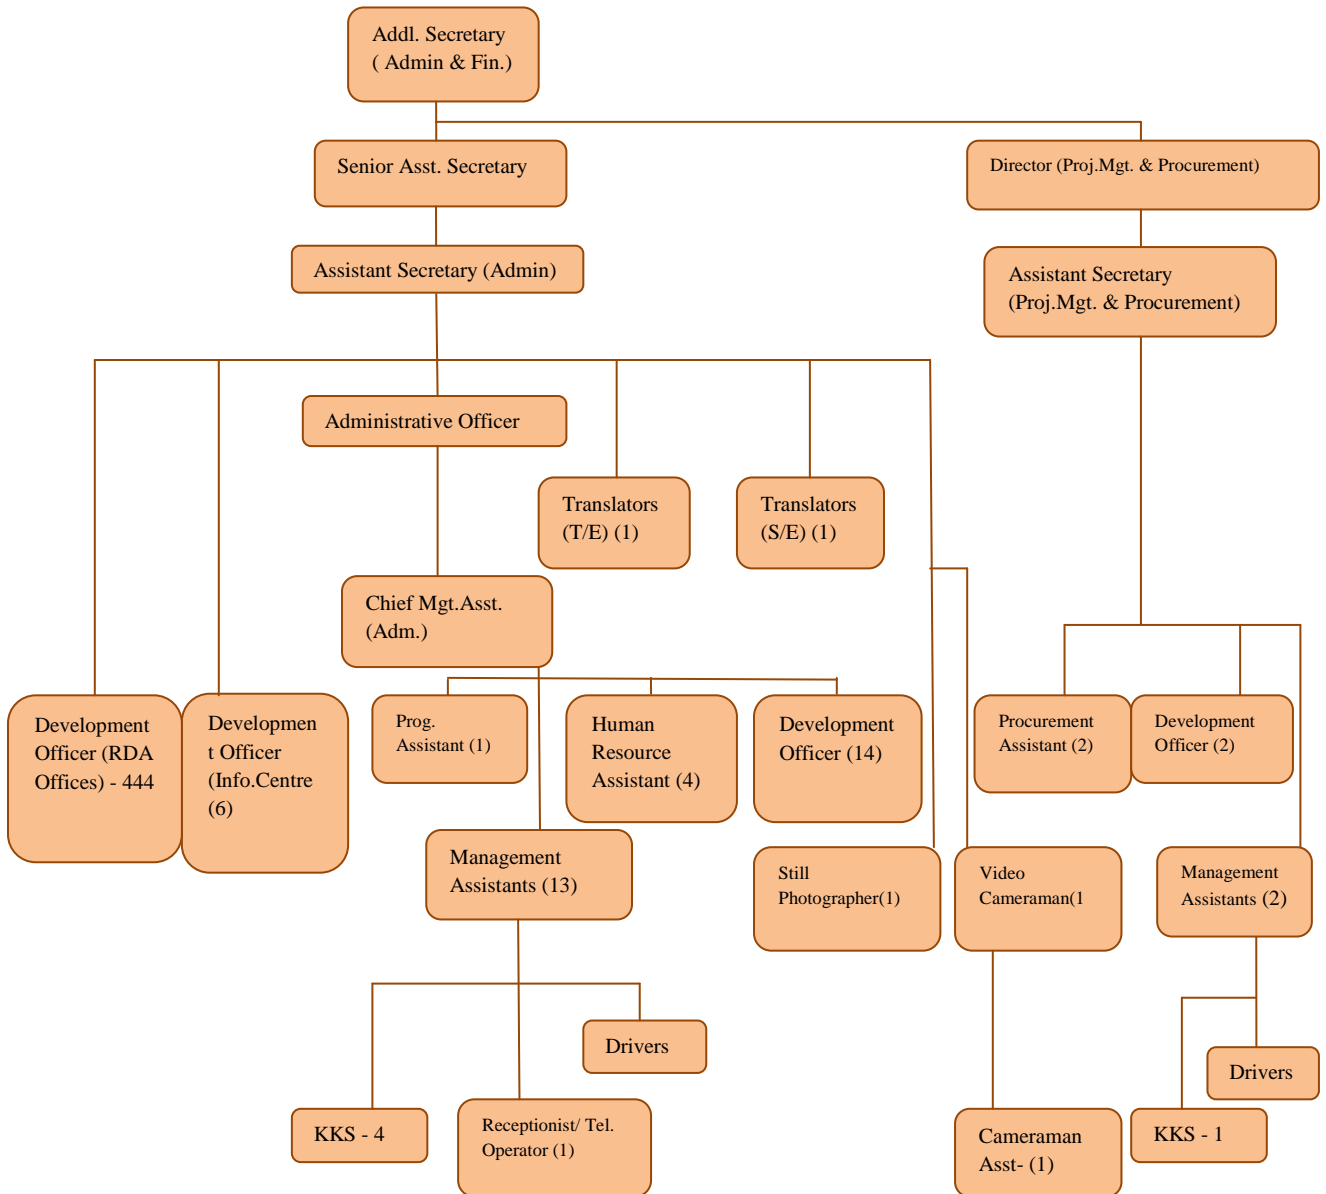 Addl. Secretary
( Admin & Fin.)
Senior Asst. Secretary
Director (Proj.Mgt. & Procurement)
Assistant Secretary (Admin)
Assistant Secretary
(Proj.Mgt. & Procurement)
Administrative Officer
Translators
(T/E) (1)
Translators
(S/E) (1)
Chief Mgt.Asst.
(Adm.)
Development
Officer (RDA
Offices) - 444
Developmen
t Officer
(Info.Centre
(6)
Prog.
Assistant (1)
Human
Resource
Assistant (4)
Development
Officer (14)
Procurement
Assistant (2)
Development
Officer (2)
Management
Assistants (13)
Still
Photographer(1)
Video
Cameraman(1
Management
Assistants (2)
Drivers
Drivers
KKS - 4
Receptionist/ Tel.
Operator (1)
Cameraman
Asst- (1)
KKS - 1